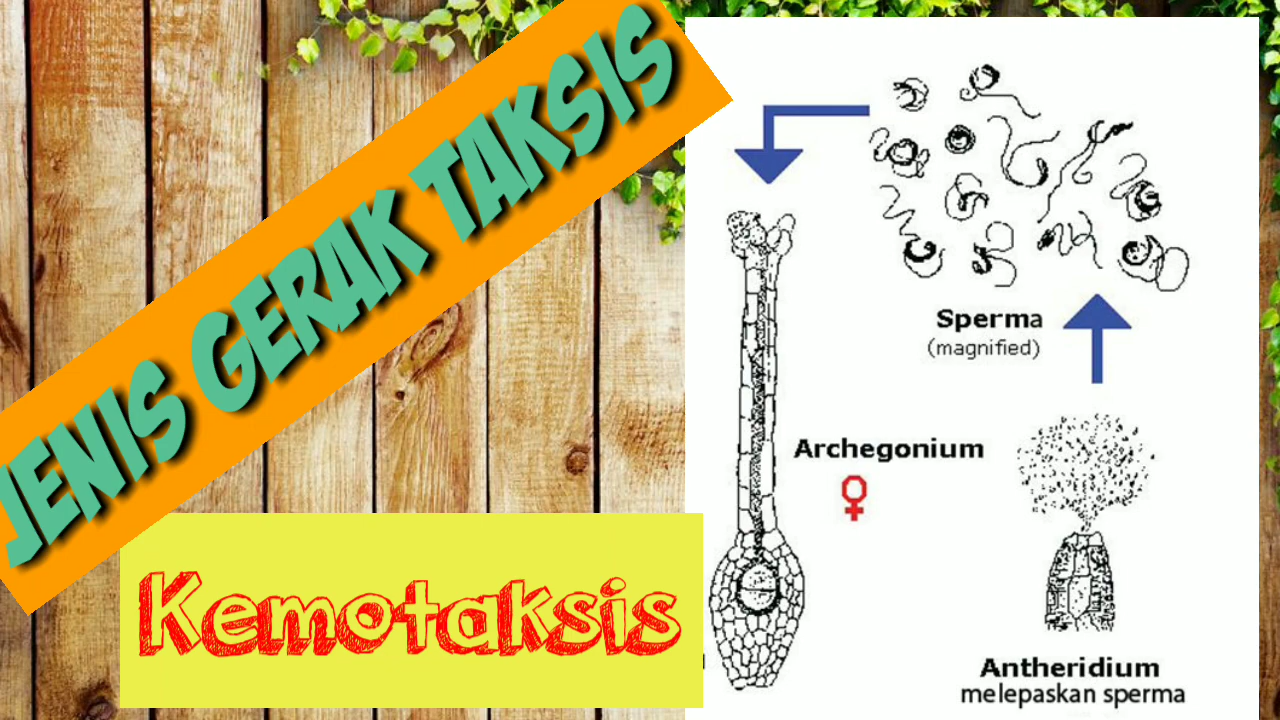 JENIS GERAK TAKSIS
Kemotaksis
Sperma
(magnified)
Archegonium
♀
Antheridium
melepaskan sperma